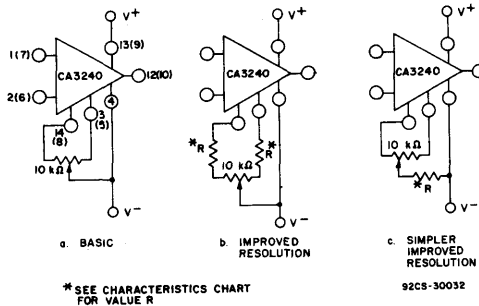 V+
1(7)
2(6)
CA3240
13(9)
12(10)
4
3
(5)
14
(8)
10 kΩ
V-
a. BASIC
V+
CA3240
*R
R*
10 kΩ
V-
b. IMPROVED
RESOLUTION
V+
CA3240
10 kΩ
*R
V-
c. SIMPLER
IMPROVED
RESOLUTION
*SEE CHARACTERISTICS CHART
FOR VALUE R
92CS-30032